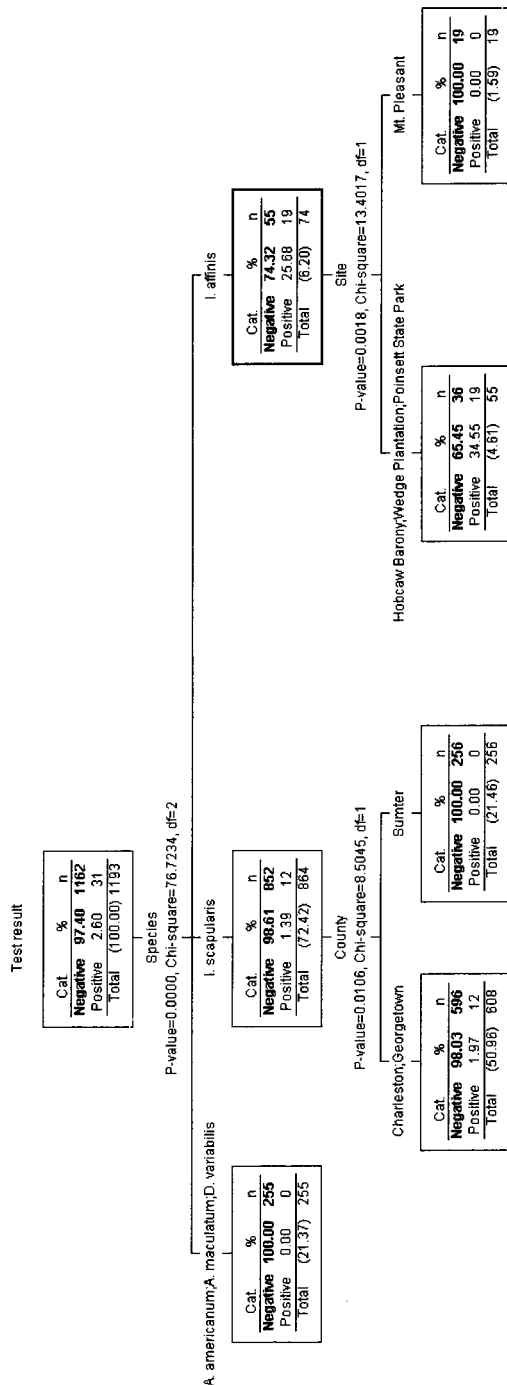 Test result
Cat. % n
Negative 97.40 1162
Positive 2.60 31
Total (100.00) 1193
Species
P-value=0.0000, Chi-square=76.7234, df=2
A. americanum;A. maculatum;D. variabilis
Cat. % n
Negative 100.00 255
Positive 0.00 0
Total (21.37) 255
I. scapularis
Cat. % n
Negative 98.61 852
Positive 1.39 12
Total (72.42) 864
County
P-value=0.0106, Chi-square=8.5045, df=1
Charleston;Georgetown
Cat. % n
Negative 98.03 596
Positive 1.97 12
Total (50.96) 608
Sumter
Cat. % n
Negative 100.00 256
Positive 0.00 0
Total (21.46) 256
I. affinis
Cat. % n
Negative 74.32 55
Positive 25.68 19
Total (6.20) 74
Site
P-value=0.0018, Chi-square=13.4017, df=1
Hobcaw Barony;Wedge Plantation;Poinsett State Park
Cat. % n
Negative 65.45 36
Positive 34.55 19
Total (4.61) 55
Mt. Pleasant
Cat. % n
Negative 100.00 19
Positive 0.00 0
Total (1.59) 19